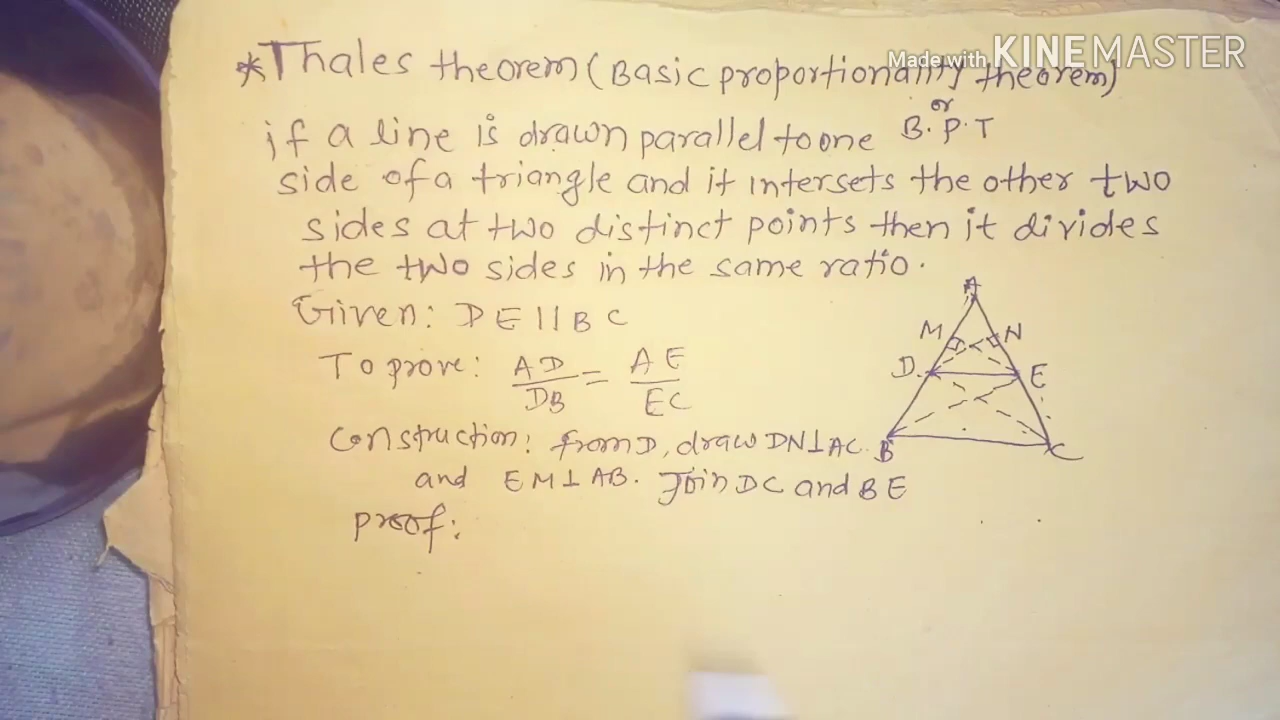 Made with KINEMASTER
*Thales theorem (Basic proportionality theorem)
or
B.P.T
if a line is drawn parallel to one
side of a triangle and it intersets the other two
sides at two distinct points then it divides
the two sides in the same ratio.
Given: DE || BC
To prove: AD/DB = AE/EC
Construction: from D, draw DN⊥AC
and EM⊥AB. Join DC and BE
proof:
A
M N
D. E
B C